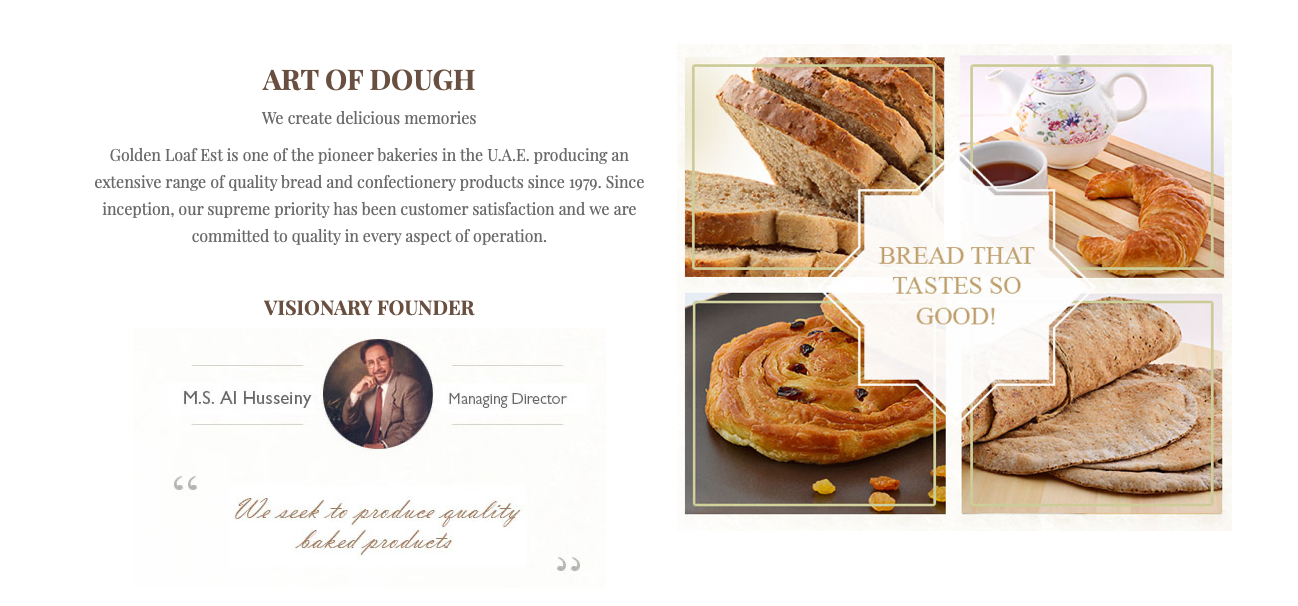 ART OF DOUGH
We create delicious memories
Golden Loaf Est is one of the pioneer bakeries in the U.A.E. producing an
extensive range of quality bread and confectionery products since 1979. Since
inception, our supreme priority has been customer satisfaction and we are
committed to quality in every aspect of operation.
VISIONARY FOUNDER
M.S. Al Husseiny
Managing Director
“
We seek to produce quality
baked products
”
BREAD THAT
TASTES SO
GOOD!